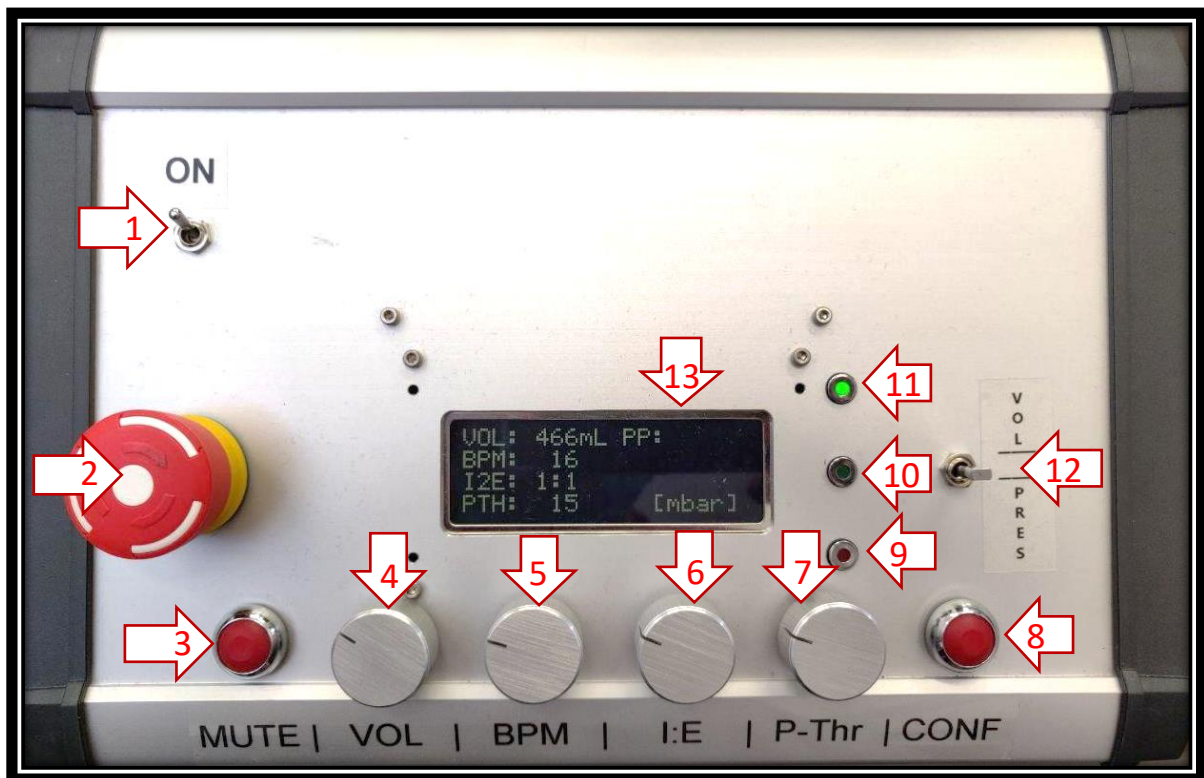 ON
1
13
11
VOL
2
VOL: 466mL PP:
BPM: 16
I2E: 1:1
PTH: 15 [mbar]
10
12
PRES
9
4
5
6
7
3
8
MUTE | VOL | BPM | I:E | P-Thr | CONF